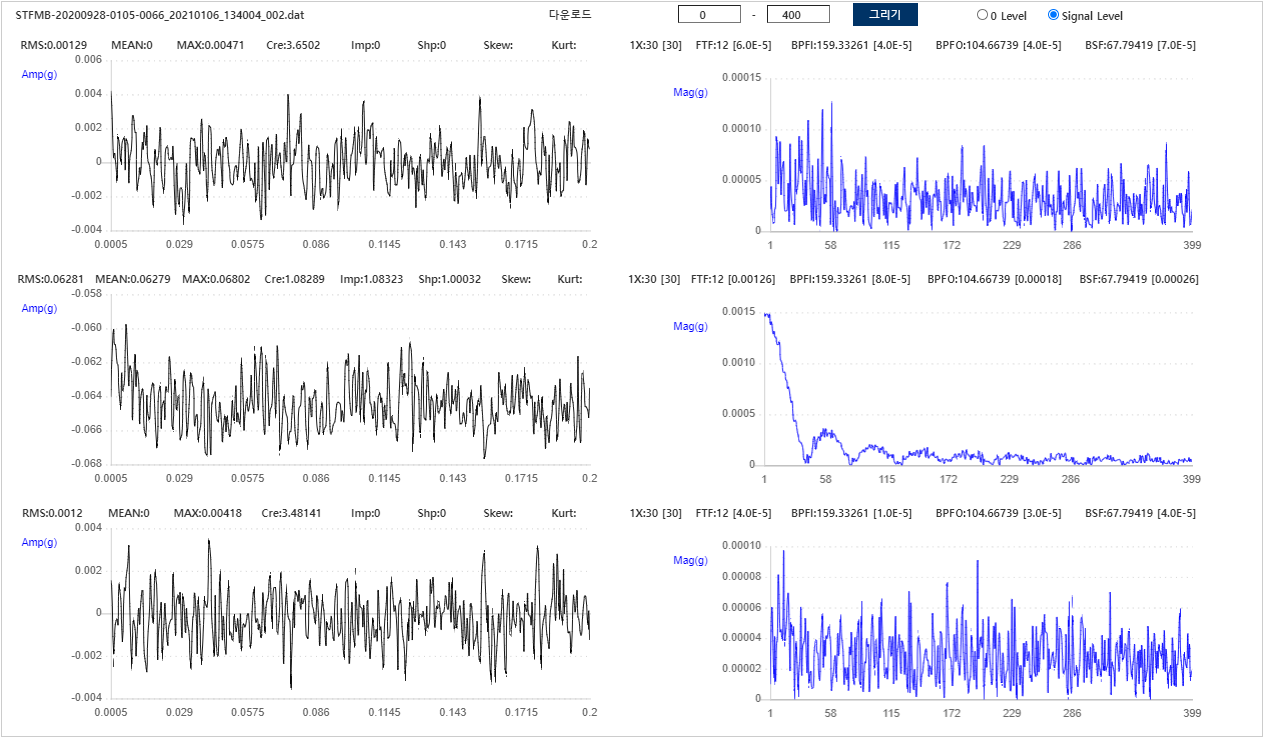 STFMB-20200928-0105-0066_20210106_134004_002.dat 다운로드 0 - 400 그리기 0 Level Signal Level
RMS:0.00129 MEAN:0 MAX:0.00471 Cre:3.6502 Imp:0 Shp:0 Skew: Kurt:
Amp(g)
0.006
0.004
0.002
0
-0.002
-0.004
0.0005 0.029 0.0575 0.086 0.1145 0.143 0.1715 0.2
1X:30 [30] FTF:12 [6.0E-5] BPFI:159.33261 [4.0E-5] BPFO:104.66739 [4.0E-5] BSF:67.79419 [7.0E-5]
Mag(g)
0.00015
0.00010
0.00005
0
1 58 115 172 229 286 399
RMS:0.06281 MEAN:0.06279 MAX:0.06802 Cre:1.08289 Imp:1.08323 Shp:1.00032 Skew: Kurt:
Amp(g)
-0.058
-0.060
-0.062
-0.064
-0.066
-0.068
0.0005 0.029 0.0575 0.086 0.1145 0.143 0.1715 0.2
1X:30 [30] FTF:12 [0.00126] BPFI:159.33261 [8.0E-5] BPFO:104.66739 [0.00018] BSF:67.79419 [0.00026]
Mag(g)
0.0015
0.0010
0.0005
0
1 58 115 172 229 286 399
RMS:0.0012 MEAN:0 MAX:0.00418 Cre:3.48141 Imp:0 Shp:0 Skew: Kurt:
Amp(g)
0.004
0.002
0
-0.002
-0.004
0.0005 0.029 0.0575 0.086 0.1145 0.143 0.1715 0.2
1X:30 [30] FTF:12 [4.0E-5] BPFI:159.33261 [1.0E-5] BPFO:104.66739 [3.0E-5] BSF:67.79419 [4.0E-5]
Mag(g)
0.00010
0.00008
0.00006
0.00004
0.00002
0
1 58 115 172 229 286 399